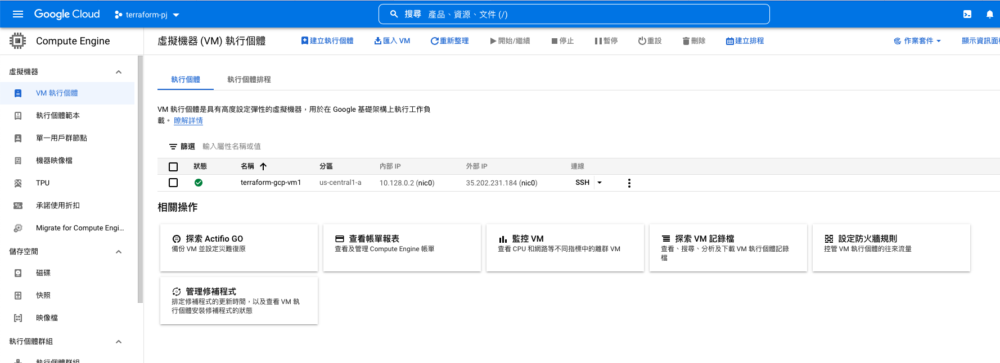 Google Cloud
terraform-pj
搜尋 產品、資源、文件 (/)
Compute Engine
虛擬機器 (VM) 執行個體
建立執行個體
匯入 VM
重新整理
開始/繼續
停止
暫停
重設
刪除
建立排程
作業套件
顯示資訊面板
虛擬機器
VM 執行個體
執行個體範本
單一用戶群節點
機器映像檔
TPU
承諾使用折扣
Migrate for Compute Engi...
儲存空間
磁碟
快照
映像檔
執行個體群組
執行個體群組
執行個體
執行個體排程
VM 執行個體是具有高度設定彈性的虛擬機器，用於在 Google 基礎架構上執行工作負
載。 瞭解詳情
篩選 輸入屬性名稱或值
狀態 名稱 分區 內部 IP 外部 IP 連線
terraform-gcp-vm1 us-central1-a 10.128.0.2 (nic0) 35.202.231.184 (nic0) SSH
相關操作
探索 Actifio GO
備份 VM 並設定災難復原
查看帳單報表
查看及管理 Compute Engine 帳單
監控 VM
查看 CPU 和網路等不同指標中的離群 VM
探索 VM 記錄檔
查看、搜尋、分析及下載 VM 執行個體記錄
檔
設定防火牆規則
控管 VM 執行個體的往來流量
管理修補程式
排定修補程式的更新時間，以及查看 VM 執
行個體安裝修補程式的狀態